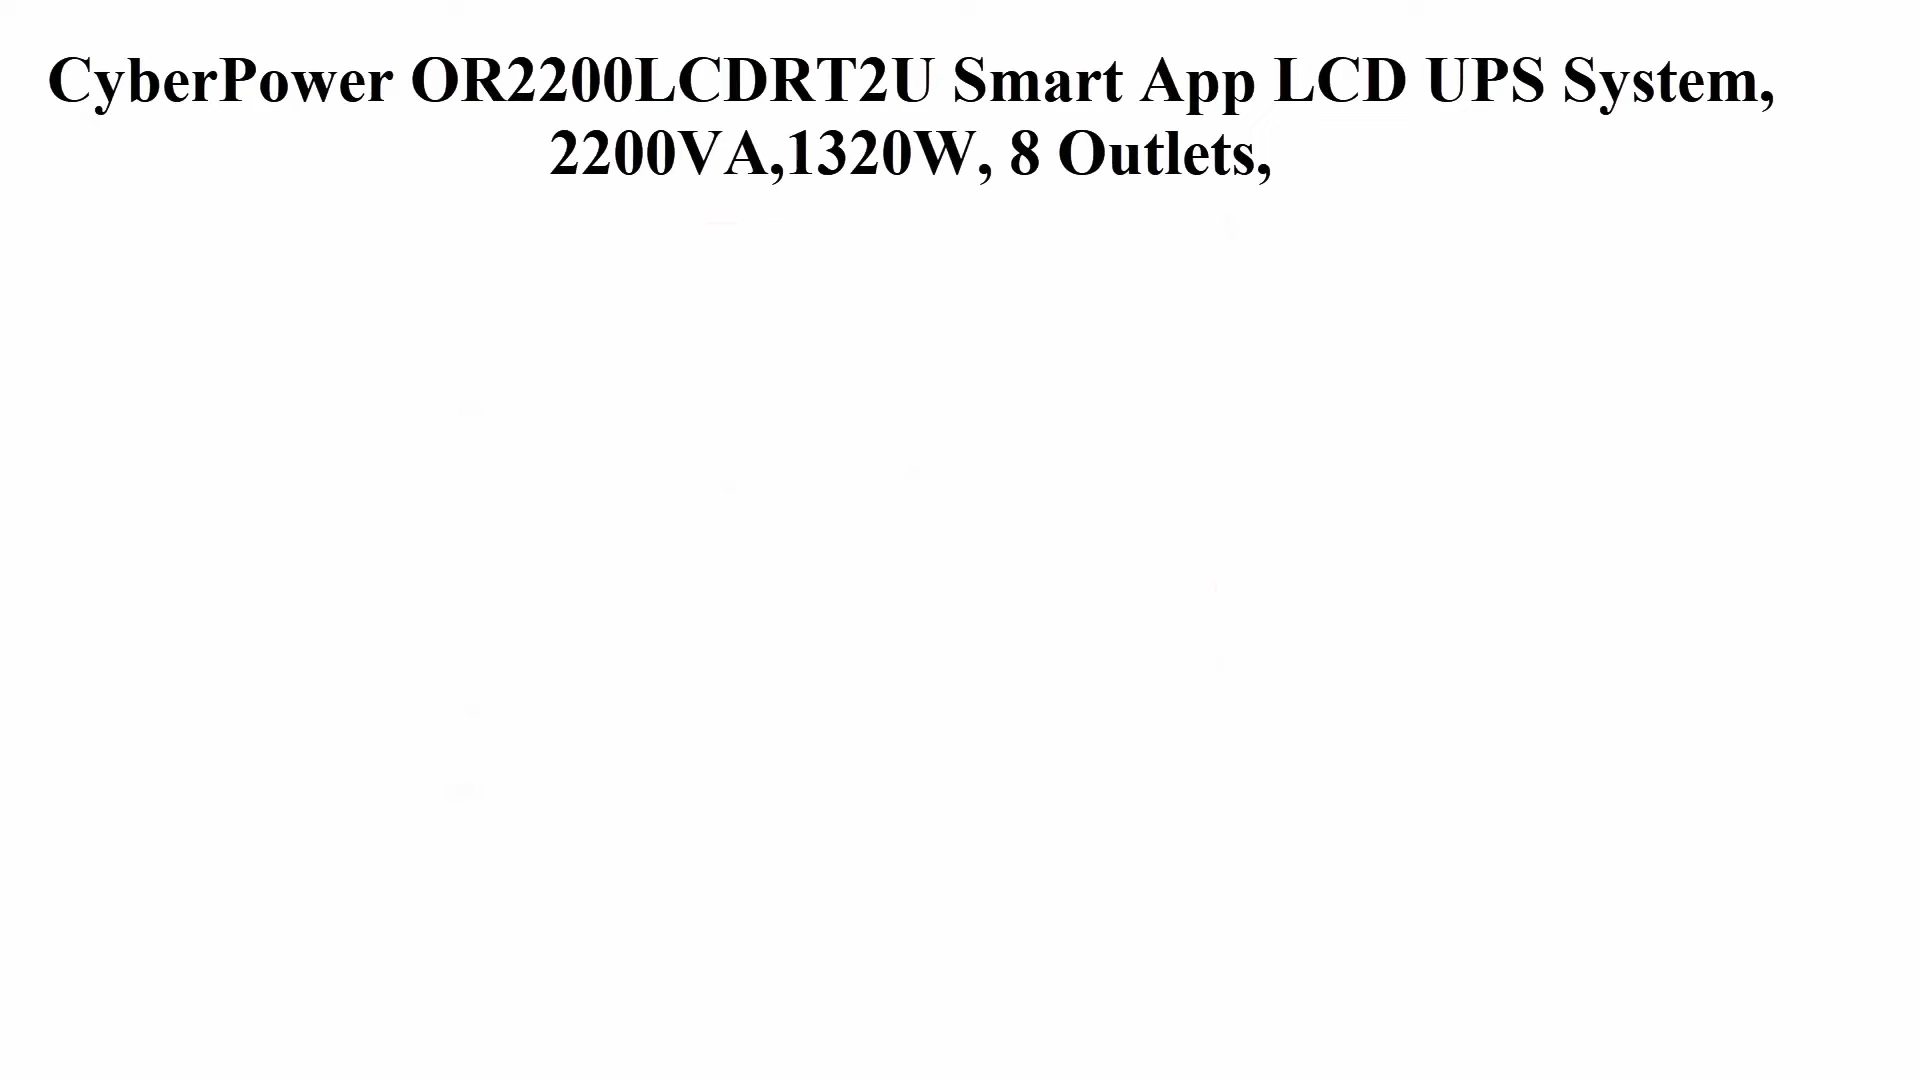 CyberPower OR2200LCDRT2U Smart App LCD UPS System,
2200VA,1320W, 8 Outlets,